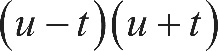 (u − t)(u + t)